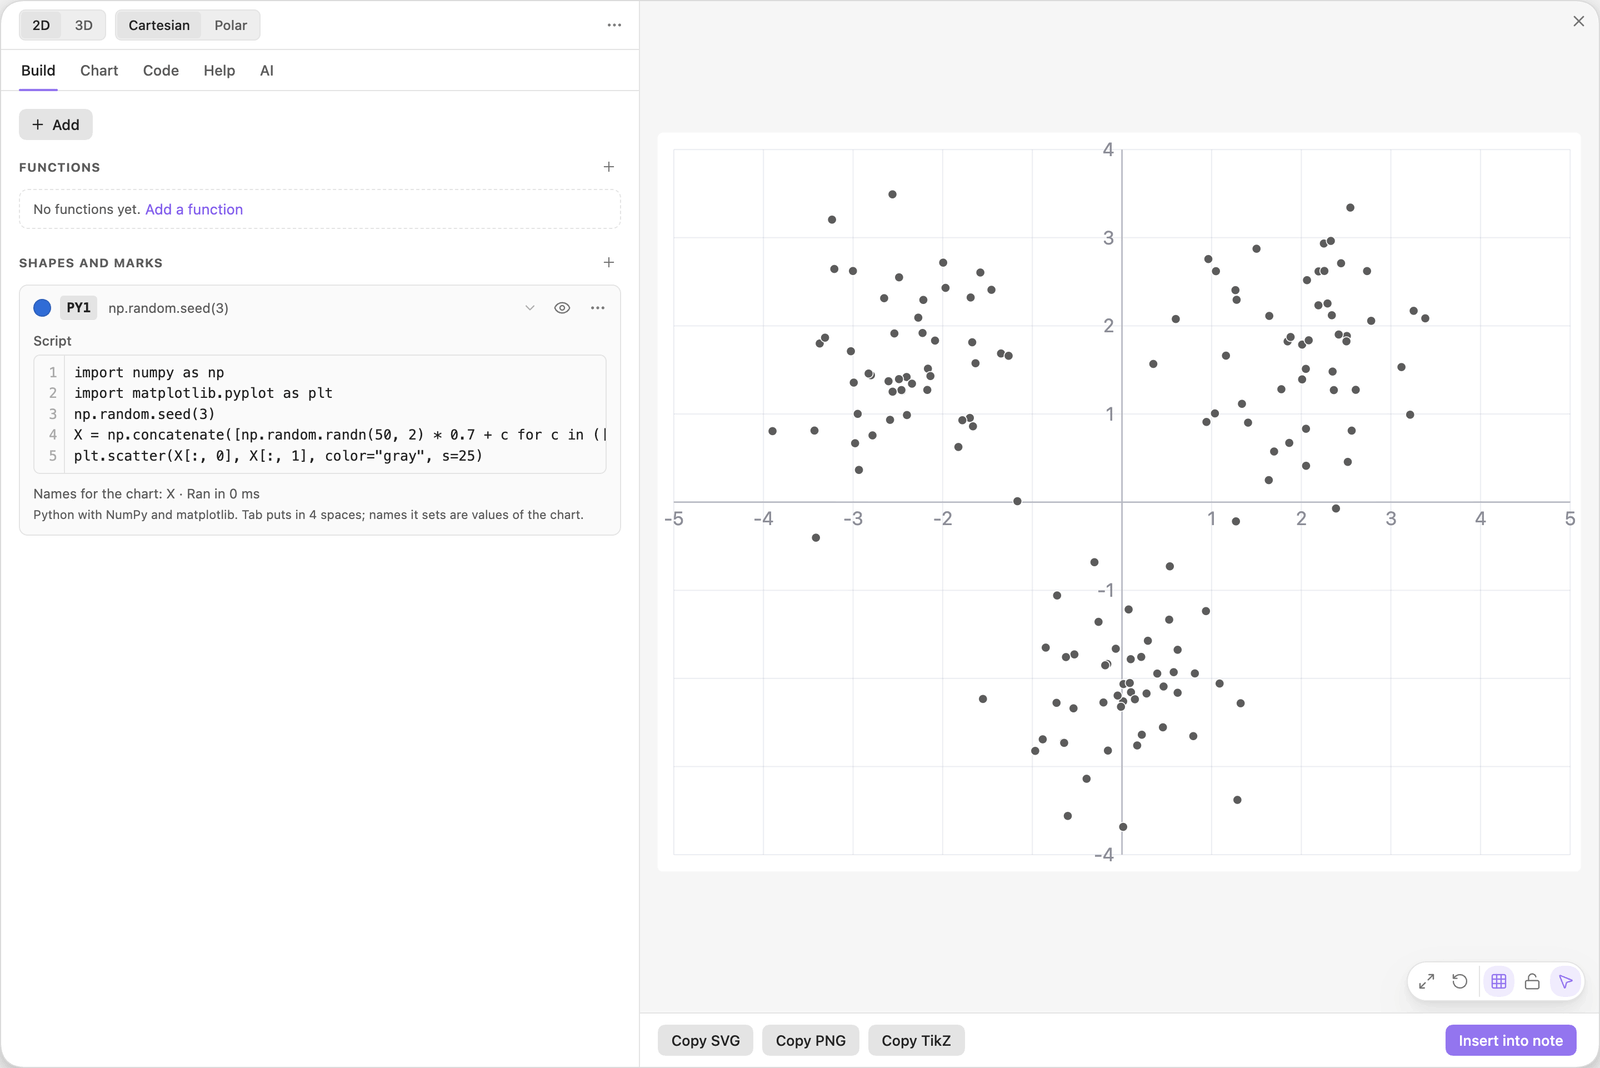 2D 3D Cartesian Polar
Build Chart Code Help AI
+ Add
FUNCTIONS
No functions yet. Add a function
SHAPES AND MARKS
PY1 np.random.seed(3)
Script
1 import numpy as np
2 import matplotlib.pyplot as plt
3 np.random.seed(3)
4 X = np.concatenate([np.random.randn(50, 2) * 0.7 + c for c in ([
5 plt.scatter(X[:, 0], X[:, 1], color="gray", s=25)
Names for the chart: X · Ran in 0 ms
Python with NumPy and matplotlib. Tab puts in 4 spaces; names it sets are values of the chart.
4
3
2
1
-5 -4 -3 -2 1 2 3 4 5
-1
-4
Copy SVG Copy PNG Copy TikZ Insert into note